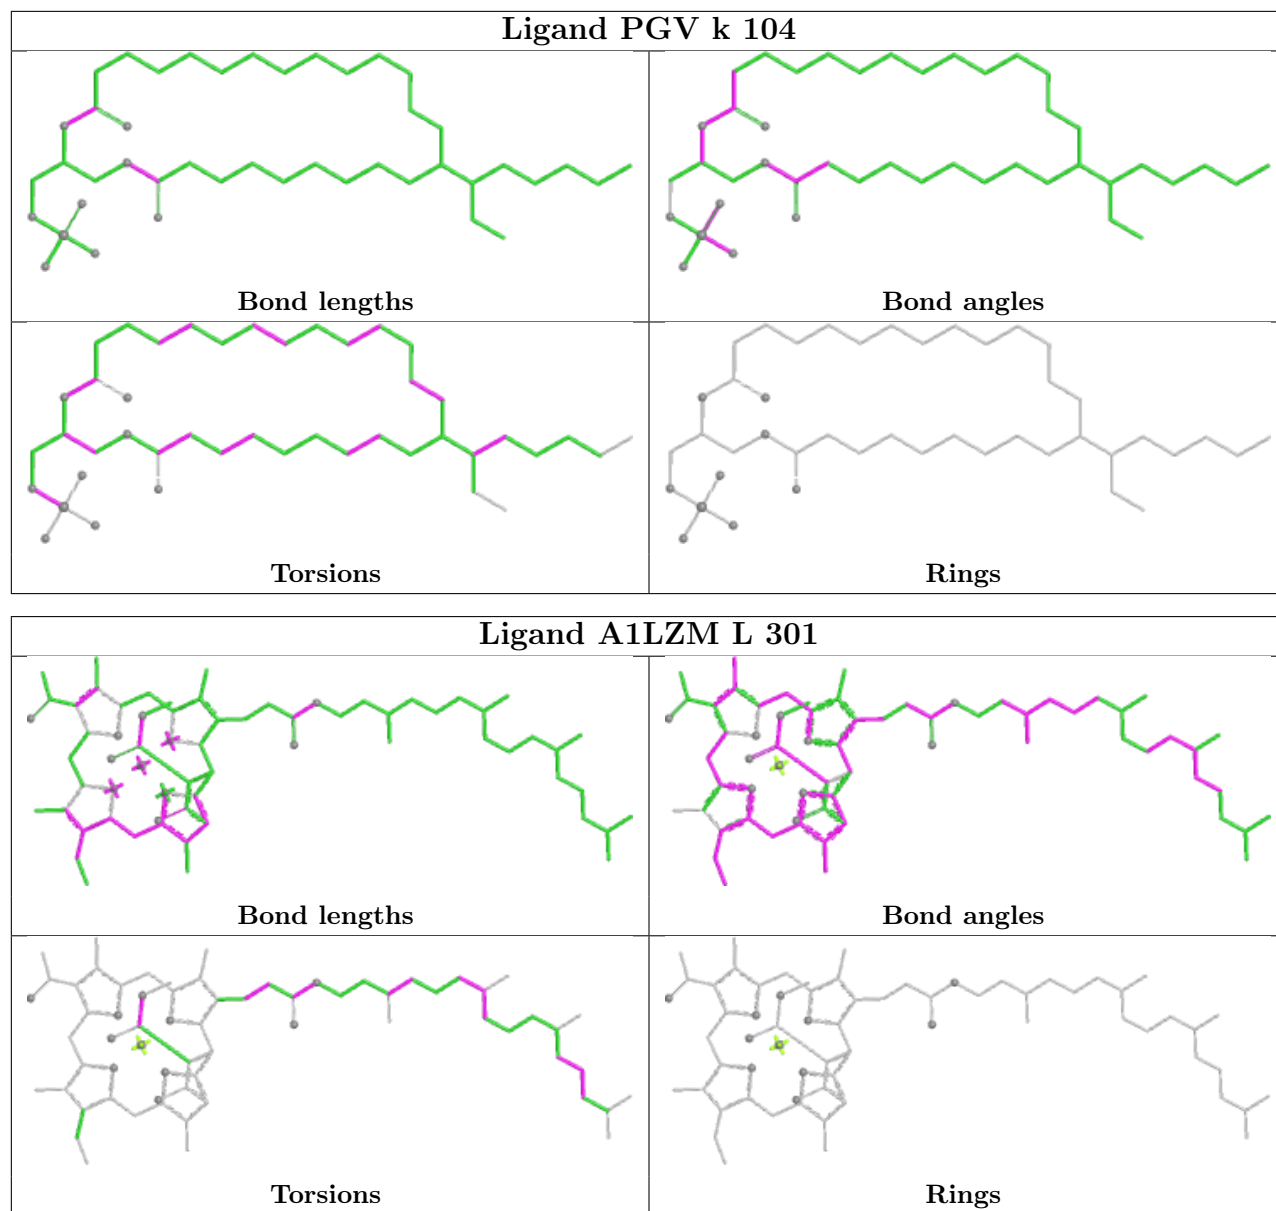 Ligand PGV k 104
Bond lengths
Bond angles
Torsions
Rings
Ligand A1LZM L 301
Bond lengths
Bond angles
Torsions
Rings